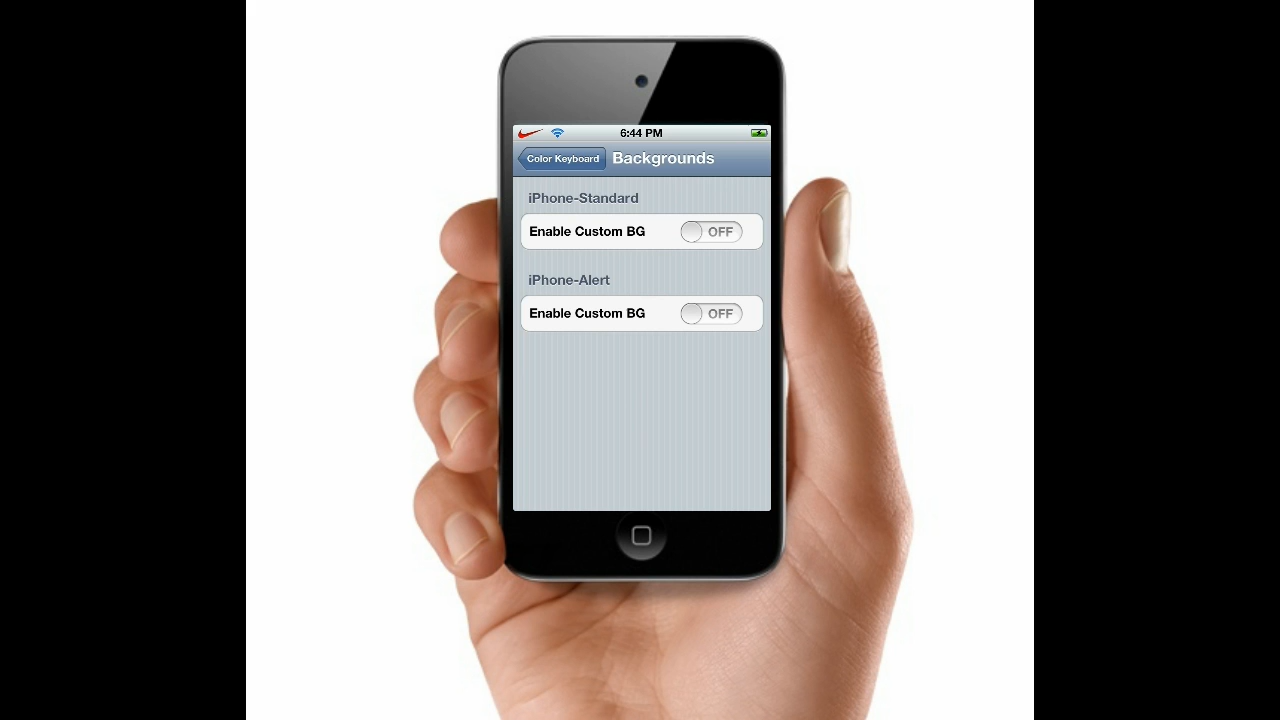 6:44 PM
Color Keyboard Backgrounds
iPhone-Standard
Enable Custom BG OFF
iPhone-Alert
Enable Custom BG OFF